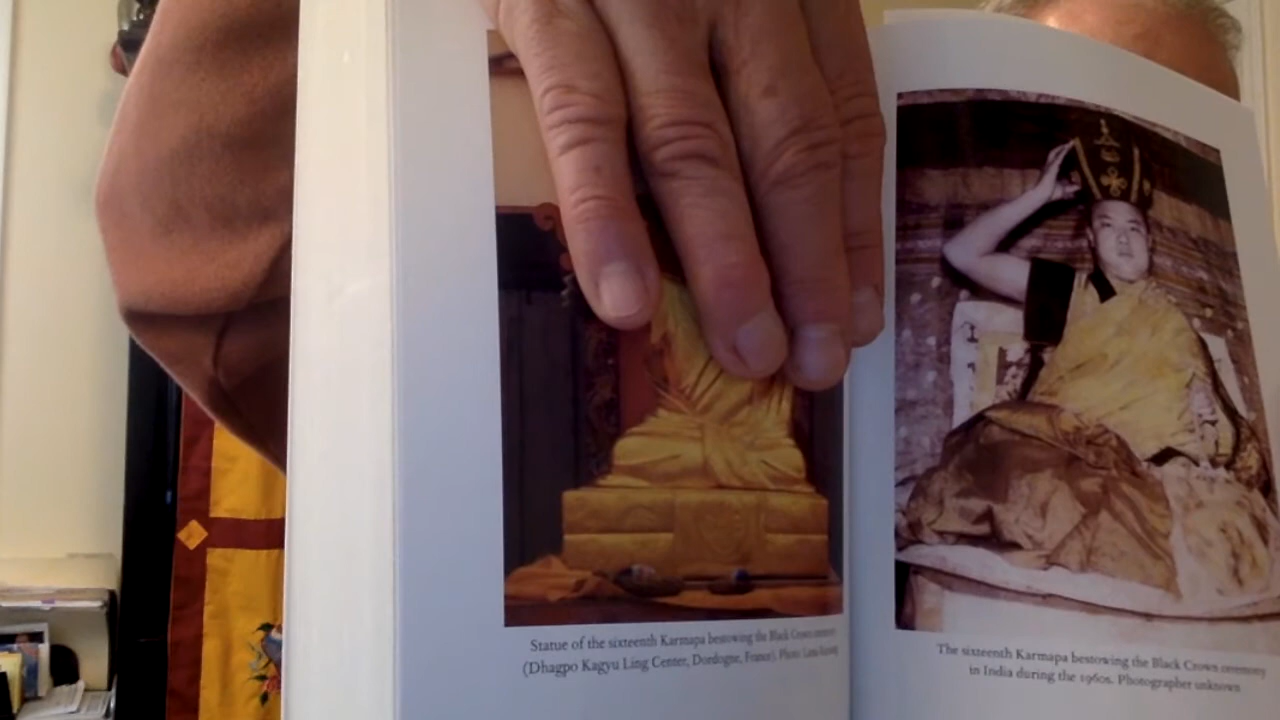 Statue of the sixteenth Karmapa bestowing the Black Crown ceremony
(Dhagpo Kagyu Ling Center, Dordogne, France). Photo:
The sixteenth Karmapa bestowing the Black Crown ceremony
in India during the 1960s. Photographer unknown